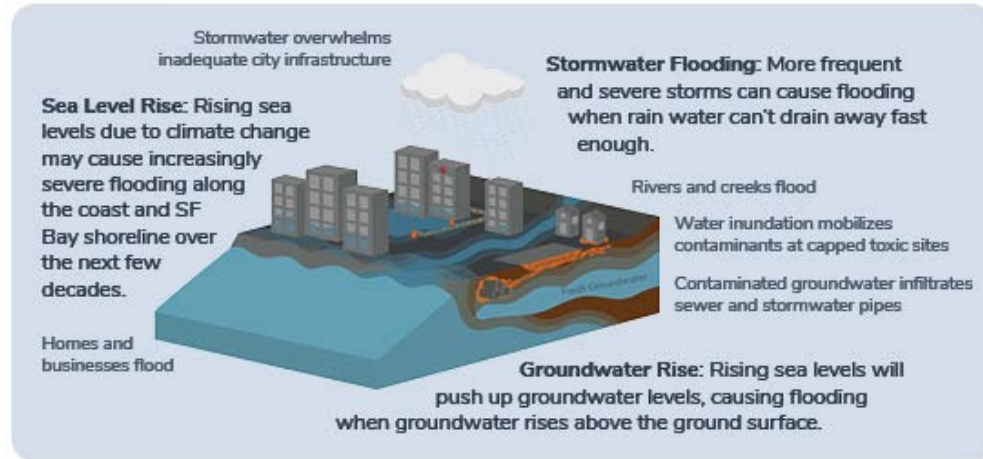 Stormwater overwhelms
inadequate city infrastructure
Sea Level Rise: Rising sea
levels due to climate change
may cause increasingly
severe flooding along
the coast and SF
Bay shoreline over
the next few
decades.
Homes and
businesses flood
Stormwater Flooding: More frequent
and severe storms can cause flooding
when rain water can't drain away fast
enough.
Rivers and creeks flood
Water inundation mobilizes
contaminants at capped toxic sites
Contaminated groundwater infiltrates
sewer and stormwater pipes
Fresh Groundwater
Groundwater Rise: Rising sea levels will
push up groundwater levels, causing flooding
when groundwater rises above the ground surface.